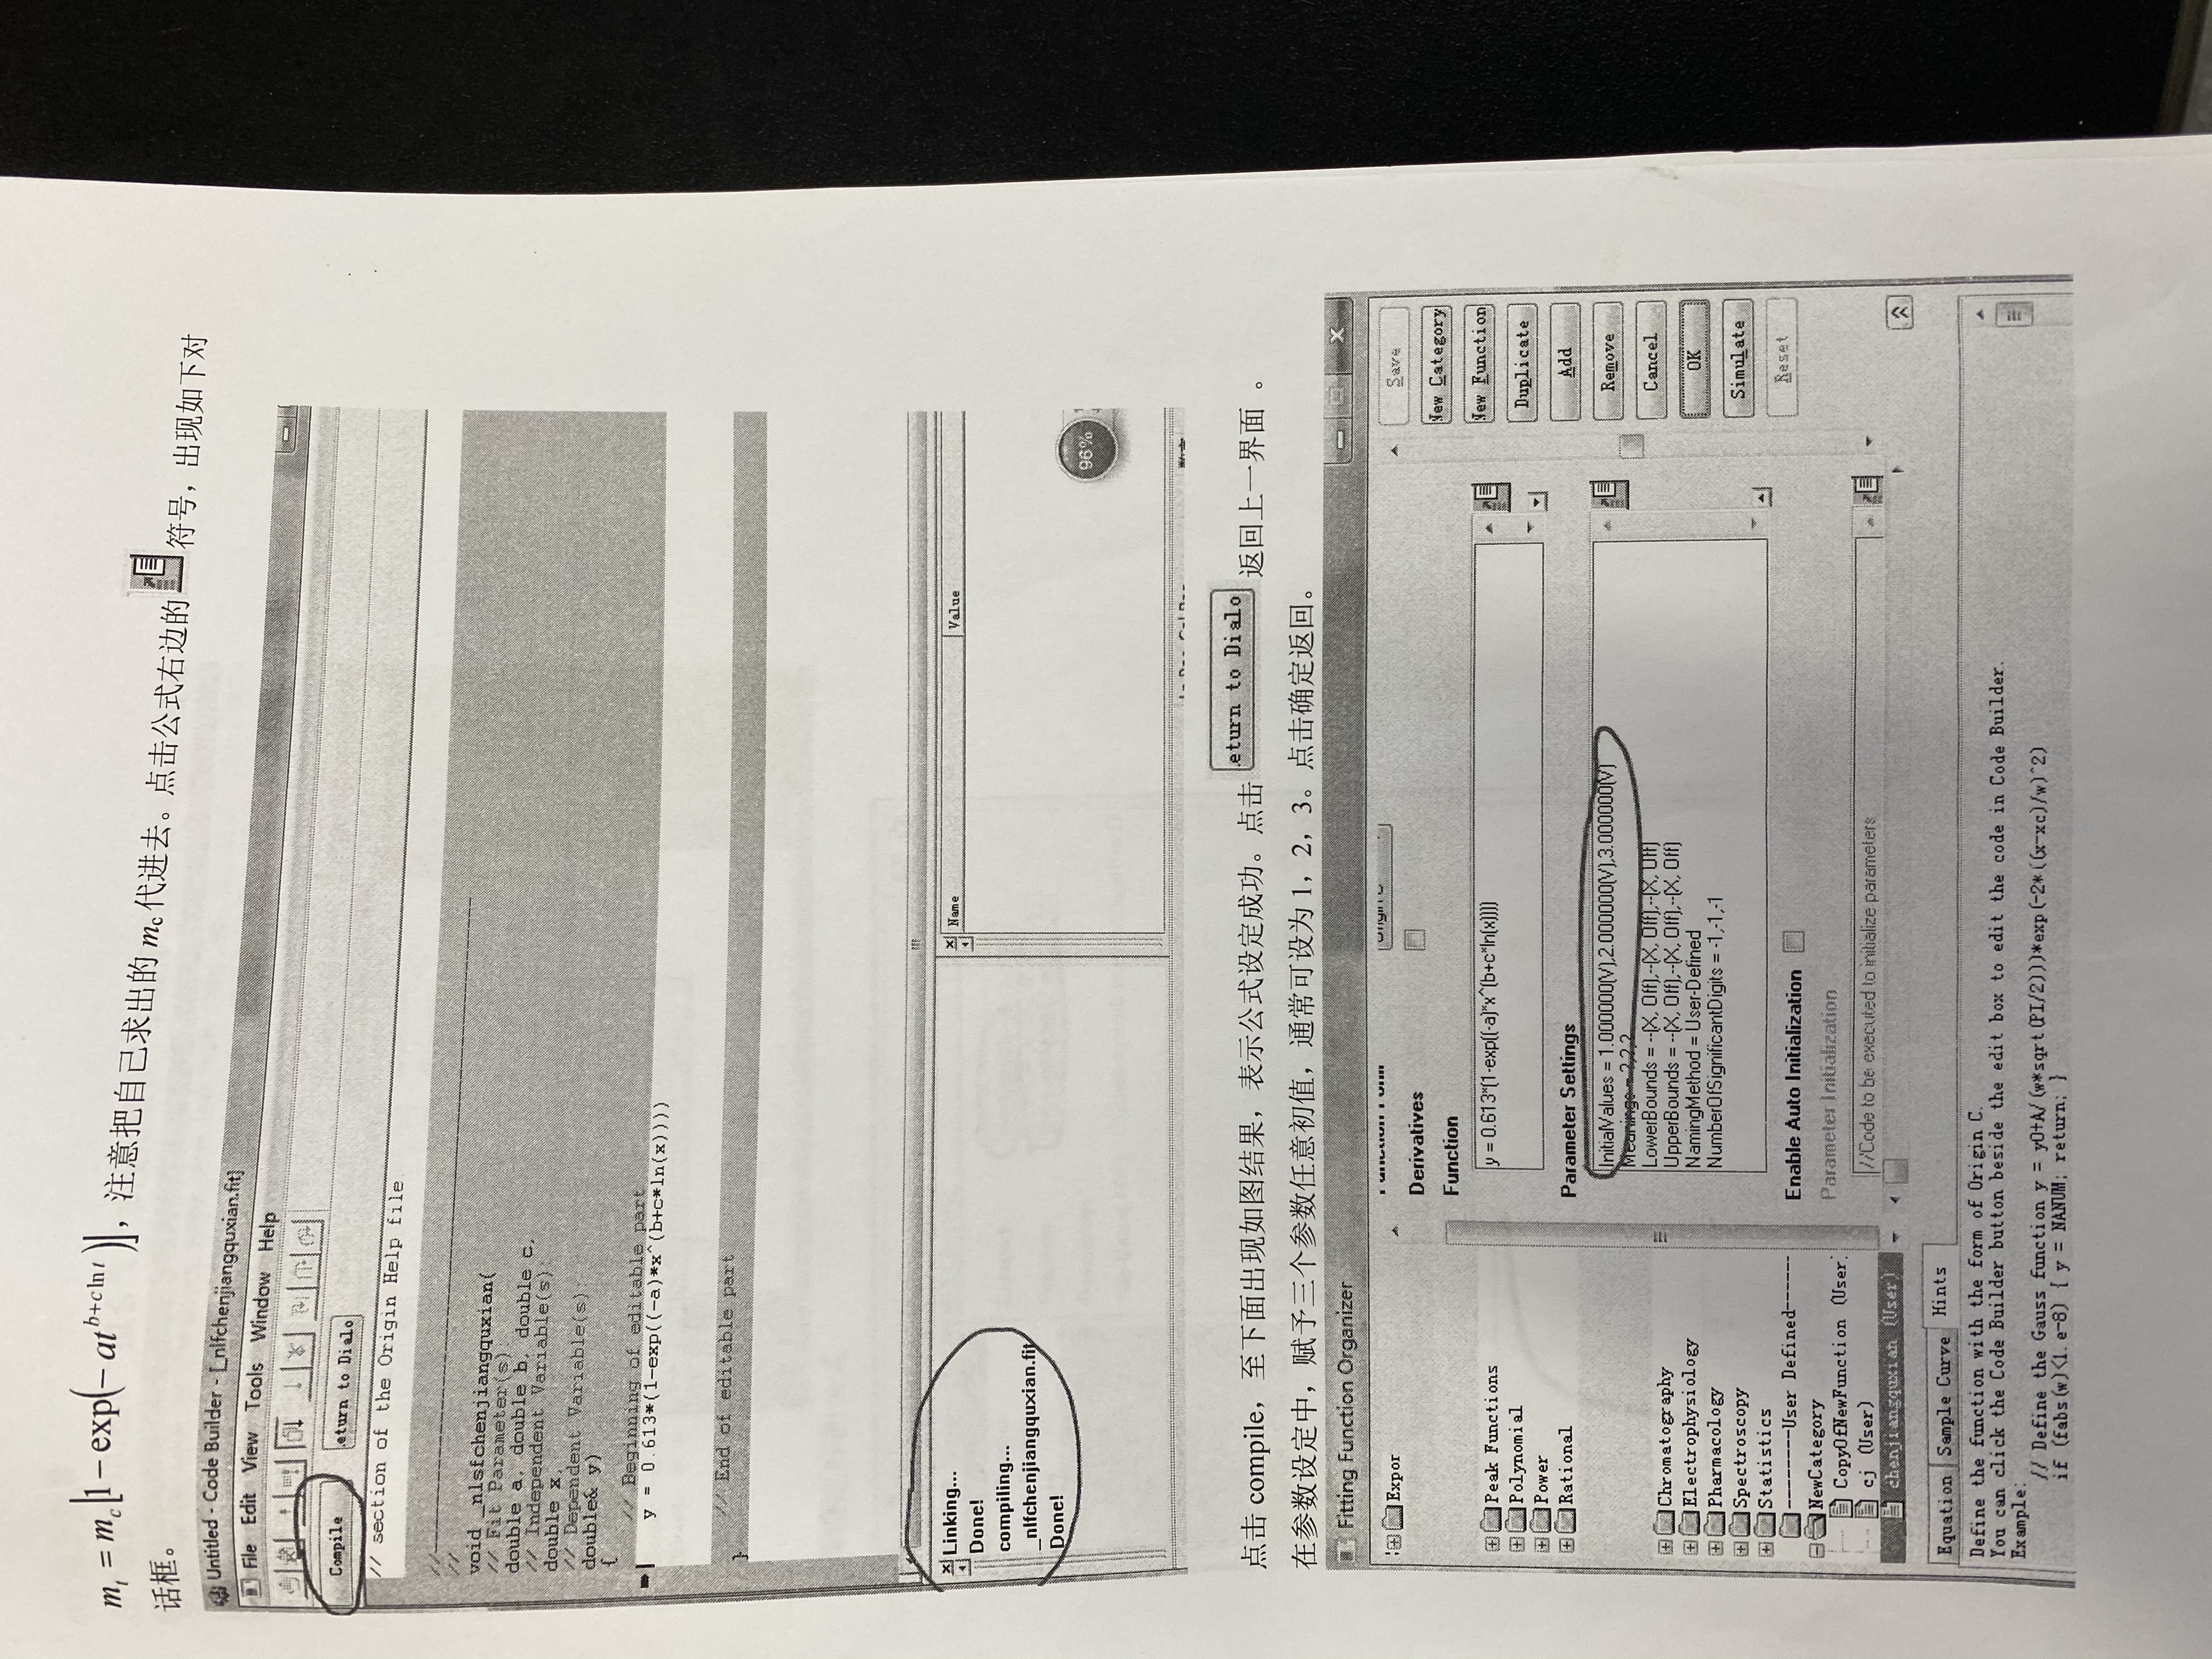 m_t = m_c[1 − exp(− at^{b+c ln t})]，注意把自己求出的 m_c 代进去。点击公式右边的 符号，出现如下对
话框。
Untitled - Code Builder - [_nlfchenjiangquxian.fit]
File Edit View Tools Window Help
Compile eturn to Dialo
// section of the Origin Help file
//----------------------------------------------------------
//
void _nlsfchenjiangquxian(
// Fit Parameter(s):
double a, double b, double c,
// Independent Variable(s):
double x,
// Dependent Variable(s):
double& y)
{
// Beginning of editable part
y = 0.613*(1-exp((-a)*x^(b+c*ln(x))))
// End of editable part
}
Linking...
Done!
compiling...
_nlfchenjiangquxian.fit
Done!
Name Value
96%
点击 compile，至下面出现如图结果，表示公式设定成功。点击 eturn to Dialo 返回上一界面 。
在参数设定中，赋予三个参数任意初值，通常可设为 1，2，3。点击确定返回。
Fitting Function Organizer
Expor
Peak Functions
Polynomial
Power
Rational
Chromatography
Electrophysiology
Pharmacology
Spectroscopy
Statistics
--------User Defined------
NewCategory
CopyOfNewFunction (User)
cj (User)
chenjiangquxian (User)
Function Form Origin C
Derivatives
Function
y = 0.613*(1-exp((-a)*x^(b+c*ln(x))))
Parameter Settings
InitialValues = 1.000000(V),2.000000(V),3.000000(V)
Meanings = ?,?,?
LowerBounds = --(X, Off),--(X, Off),--(X, Off)
UpperBounds = --(X, Off),--(X, Off),--(X, Off)
NamingMethod = User-Defined
NumberOfSignificantDigits = -1,-1,-1
Enable Auto Initialization
Parameter Initialization
//Code to be executed to initialize parameters
Save
New Category
New Function
Duplicate
Add
Remove
Cancel
OK
Simulate
Reset
Equation Sample Curve Hints
Define the function with the form of Origin C.
You can click the Code Builder button beside the edit box to edit the code in Code Builder.
Example:
// Define the Gauss function y = y0+A/(w*sqrt(PI/2)))*exp(-2*((x-xc)/w)^2)
if (fabs(w)<1.e-8) { y = NANUM; return; }